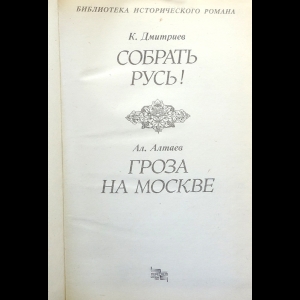 БИБЛИОТЕКА ИСТОРИЧЕСКОГО РОМАНА
К. Дмитриев
СОБРАТЬ
РУСЬ!
Ал. Алтаев
ГРОЗА
НА МОСКВЕ